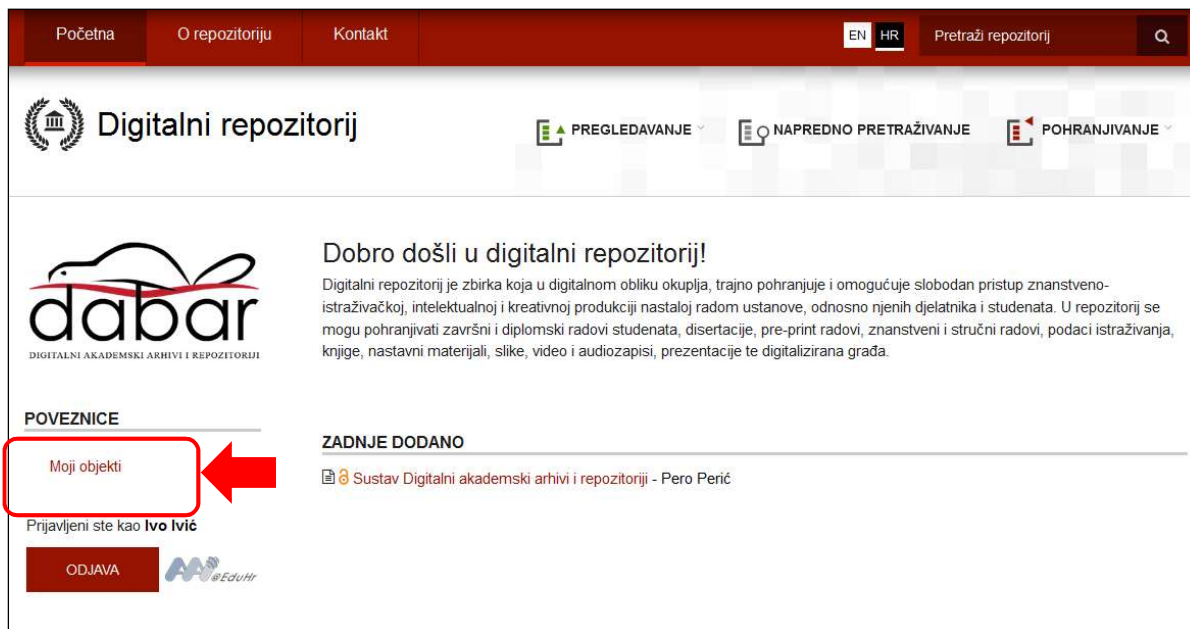 Početna O repozitoriju Kontakt EN HR Pretraži repozitorij
Digitalni repozitorij
PREGLEDAVANJE NAPREDNO PRETRAŽIVANJE POHRANJIVANJE
dabar
DIGITALNI AKADEMSKI ARHIVI I REPOZITORIJI
Dobro došli u digitalni repozitorij!
Digitalni repozitorij je zbirka koja u digitalnom obliku okuplja, trajno pohranjuje i omogućuje slobodan pristup znanstveno-
istraživačkoj, intelektualnoj i kreativnoj produkciji nastaloj radom ustanove, odnosno njenih djelatnika i studenata. U repozitorij se
mogu pohranjivati završni i diplomski radovi studenata, disertacije, pre-print radovi, znanstveni i stručni radovi, podaci istraživanja,
knjige, nastavni materijali, slike, video i audiozapisi, prezentacije te digitalizirana građa.
POVEZNICE
Moji objekti
ZADNJE DODANO
Sustav Digitalni akademski arhivi i repozitoriji - Pero Perić
Prijavljeni ste kao Ivo Ivić
ODJAVA
AAI@EduHr